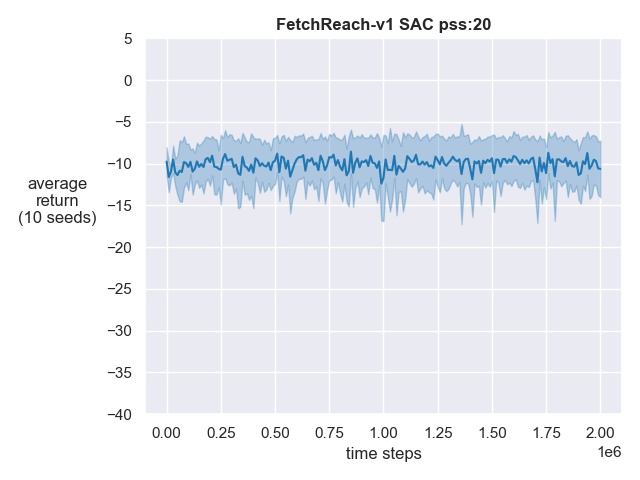 FetchReach-v1 SAC pss:20
5
0
−5
−10
−15
−20
−25
−30
−35
−40
average
return
(10 seeds)
0.00 0.25 0.50 0.75 1.00 1.25 1.50 1.75 2.00
time steps
1e6